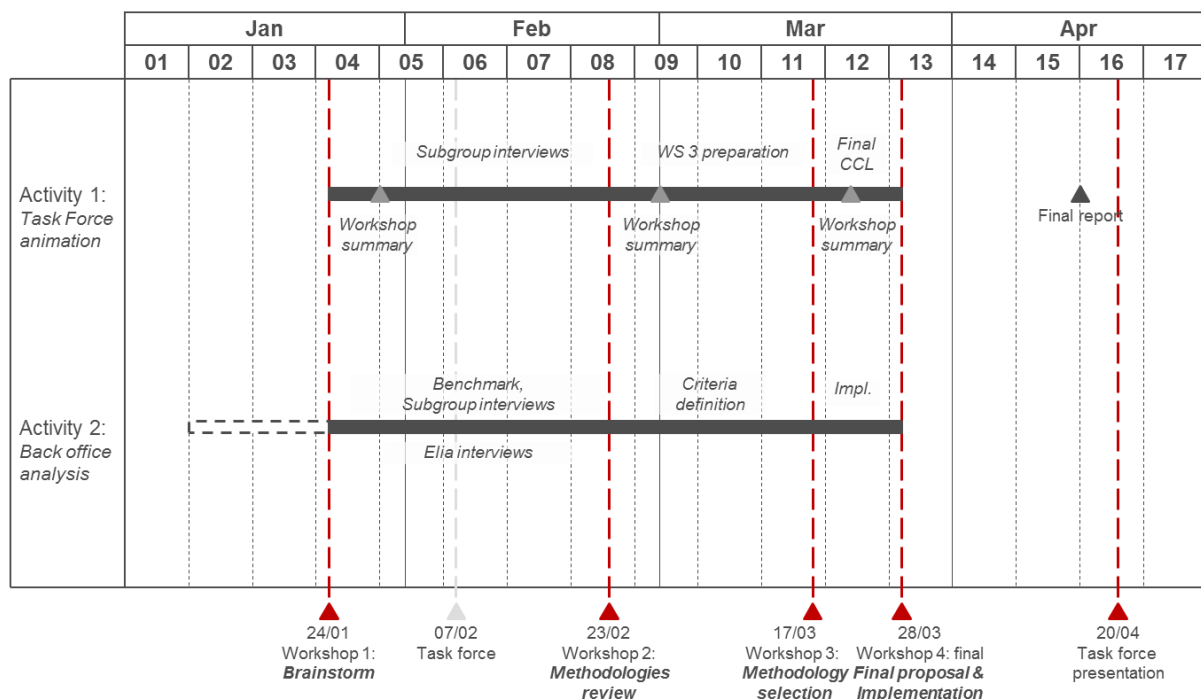 Jan Feb Mar Apr
01 02 03 04 05 06 07 08 09 10 11 12 13 14 15 16 17
Activity 1:
Task Force
animation
Subgroup interviews
WS 3 preparation
Final
CCL
Workshop
summary
Workshop
summary
Workshop
summary
Final report
Activity 2:
Back office
analysis
Benchmark,
Subgroup interviews
Criteria
definition
Impl.
Elia interviews
24/01
Workshop 1:
Brainstorm
07/02
Task force
23/02
Workshop 2:
Methodologies
review
17/03
Workshop 3:
Methodology
selection
28/03
Workshop 4: final
Final proposal &
Implementation
20/04
Task force
presentation